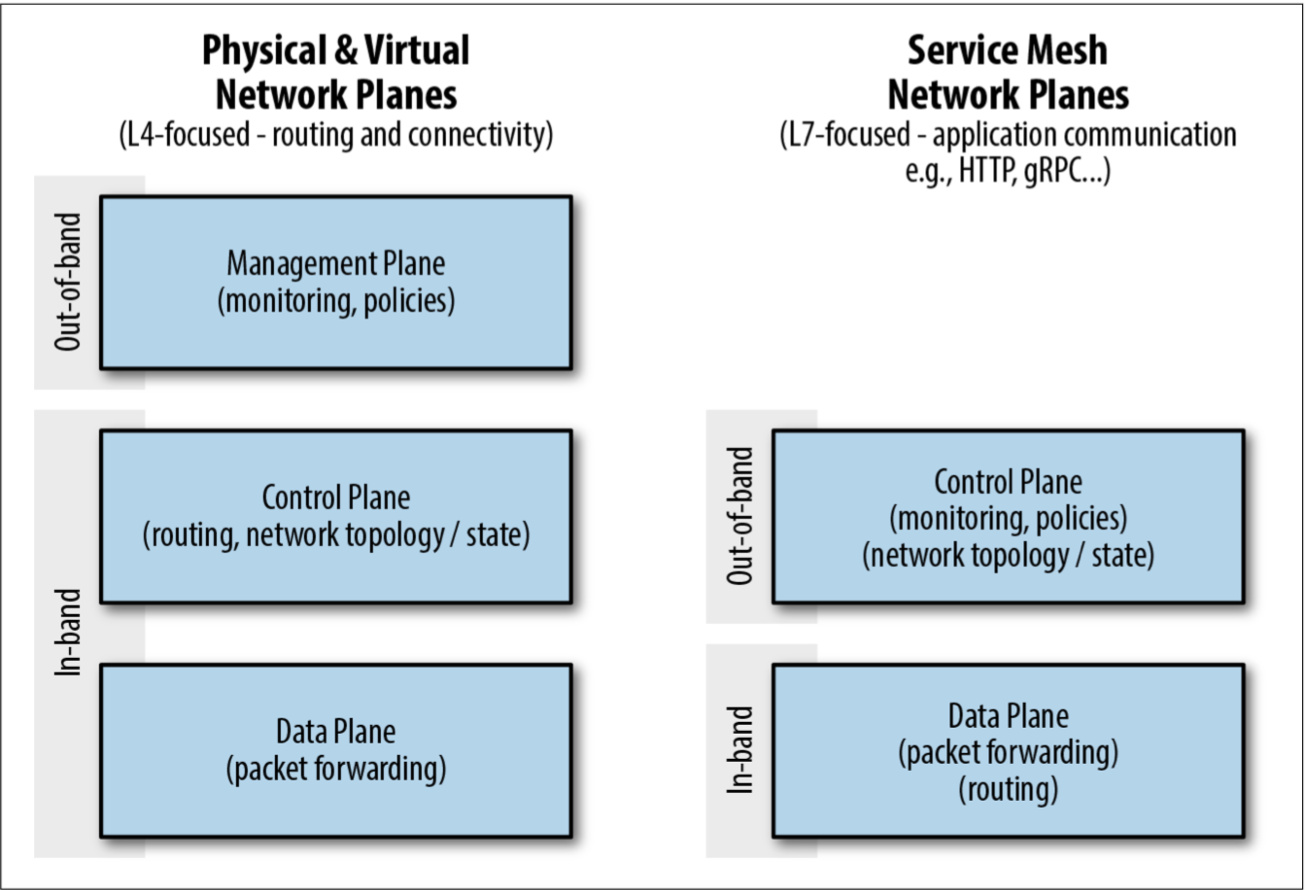 Physical & Virtual
Network Planes
(L4-focused - routing and connectivity)
Out-of-band
Management Plane
(monitoring, policies)
In-band
Control Plane
(routing, network topology / state)
Data Plane
(packet forwarding)
Service Mesh
Network Planes
(L7-focused - application communication
e.g., HTTP, gRPC...)
Out-of-band
Control Plane
(monitoring, policies)
(network topology / state)
In-band
Data Plane
(packet forwarding)
(routing)